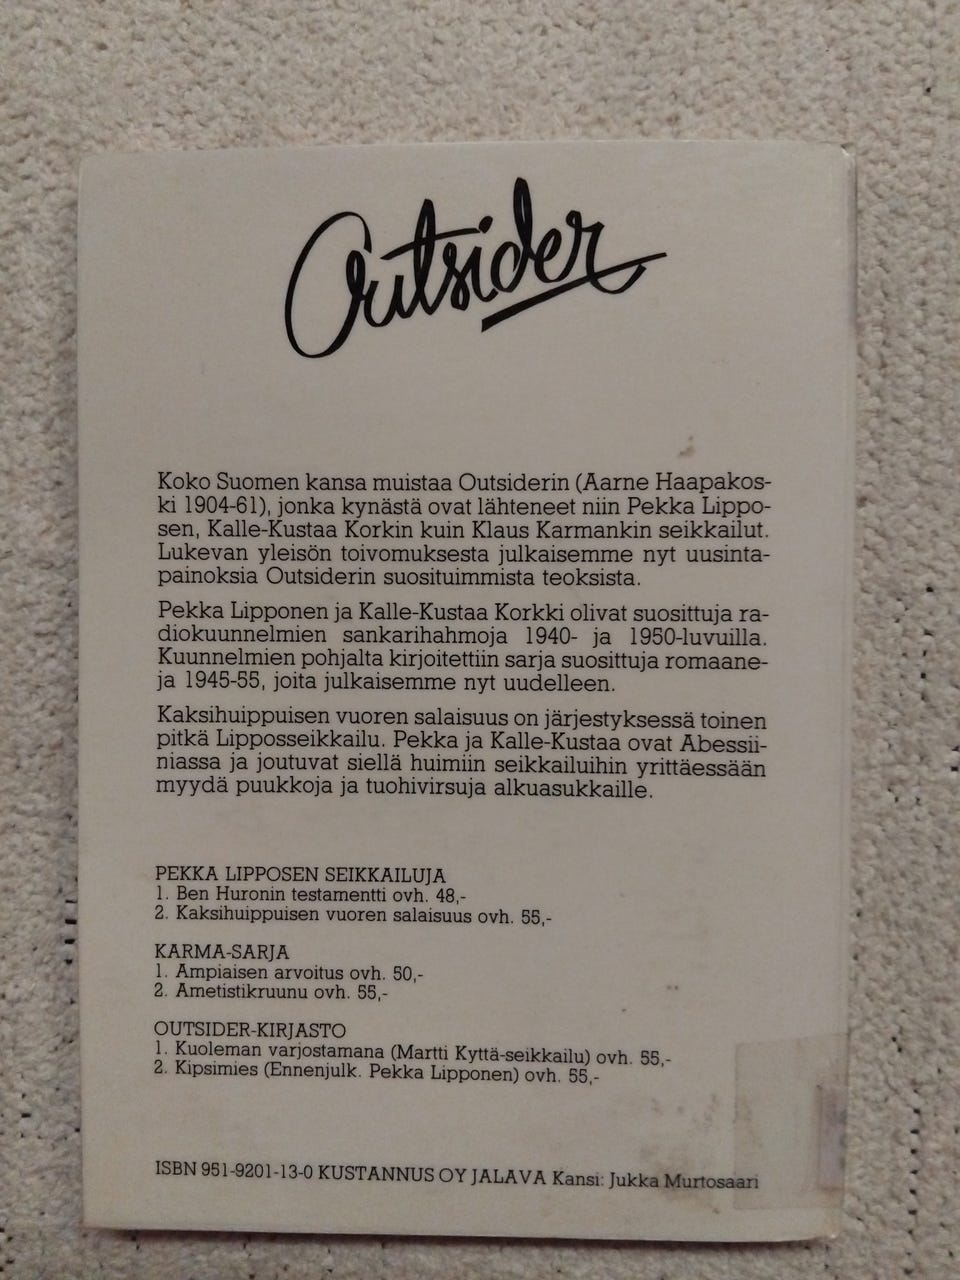 Outsider
Koko Suomen kansa muistaa Outsiderin (Aarne Haapakos-
ki 1904-61), jonka kynästä ovat lähteneet niin Pekka Lippo-
sen, Kalle-Kustaa Korkin kuin Klaus Karmankin seikkailut.
Lukevan yleisön toivomuksesta julkaisemme nyt uusinta-
painoksia Outsiderin suosituimmista teoksista.
Pekka Lipponen ja Kalle-Kustaa Korkki olivat suosittuja ra-
diokuunnelmien sankarihahmoja 1940- ja 1950-luvuilla.
Kuunnelmien pohjalta kirjoitettiin sarja suosittuja romaane-
ja 1945-55, joita julkaisemme nyt uudelleen.
Kaksihuippuisen vuoren salaisuus on järjestyksessä toinen
pitkä Lipposseikkailu. Pekka ja Kalle-Kustaa ovat Abessii-
niassa ja joutuvat siellä huimiin seikkailuihin yrittäessään
myydä puukkoja ja tuohivirsuja alkuasukkaille.
PEKKA LIPPOSEN SEIKKAILUJA
1. Ben Huronin testamentti ovh. 48,-
2. Kaksihuippuisen vuoren salaisuus ovh. 55,-
KARMA-SARJA
1. Ampiaisen arvoitus ovh. 50,-
2. Ametistikruunu ovh. 55,-
OUTSIDER-KIRJASTO
1. Kuoleman varjostamana (Martti Kyttä-seikkailu) ovh. 55,-
2. Kipsimies (Ennenjulk. Pekka Lipponen) ovh. 55,-
ISBN 951-9201-13-0 KUSTANNUS OY JALAVA Kansi: Jukka Murtosaari